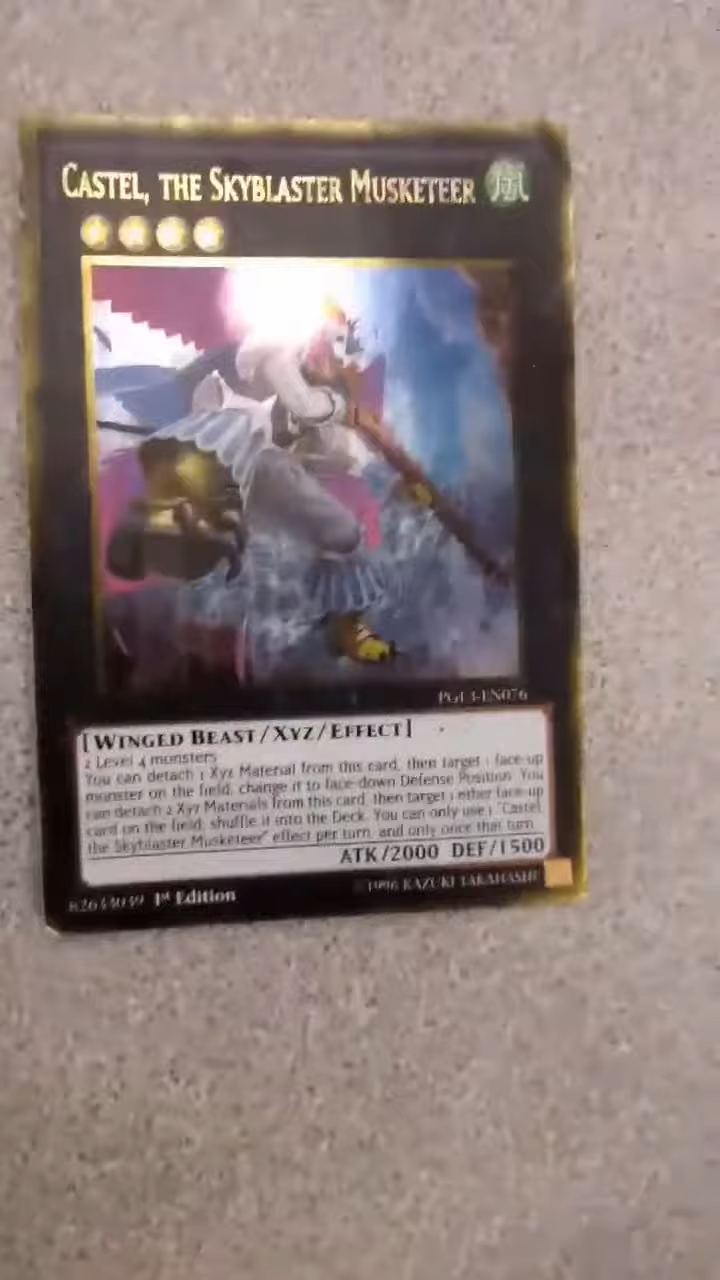 CASTEL, THE SKYBLASTER MUSKETEER 風
PGL3-EN076
[WINGED BEAST/XYZ/EFFECT]
2 Level 4 monsters
You can detach 1 Xyz Material from this card, then target 1 face-up
monster on the field; change it to face-down Defense Position. You
can detach 2 Xyz Materials from this card, then target 1 other face-up
card on the field; shuffle it into the Deck. You can only use 1 "Castel,
the Skyblaster Musketeer" effect per turn, and only once that turn.
ATK/2000 DEF/1500
82633039 1st Edition ©1996 KAZUKI TAKAHASHI